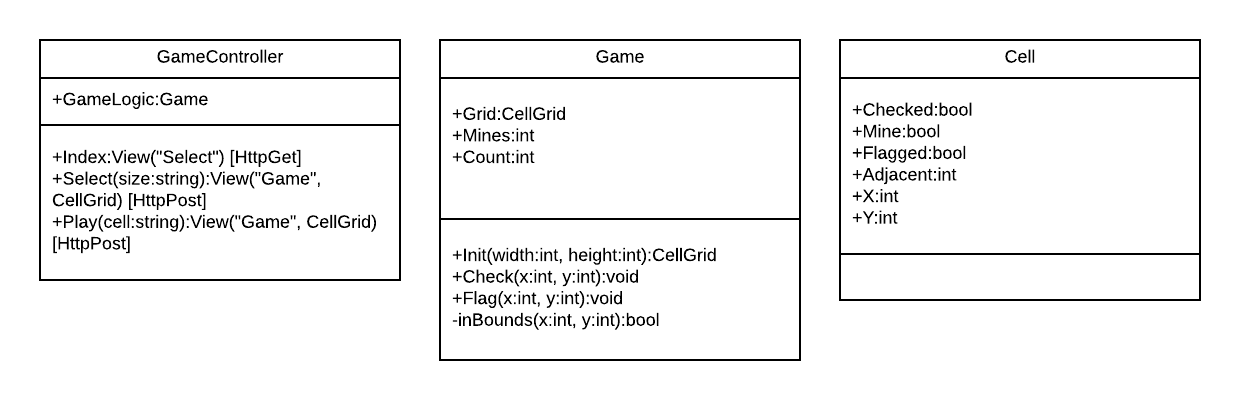 GameController
+GameLogic:Game
+Index:View("Select") [HttpGet]
+Select(size:string):View("Game",
CellGrid) [HttpPost]
+Play(cell:string):View("Game", CellGrid)
[HttpPost]
Game
+Grid:CellGrid
+Mines:int
+Count:int
+Init(width:int, height:int):CellGrid
+Check(x:int, y:int):void
+Flag(x:int, y:int):void
-inBounds(x:int, y:int):bool
Cell
+Checked:bool
+Mine:bool
+Flagged:bool
+Adjacent:int
+X:int
+Y:int